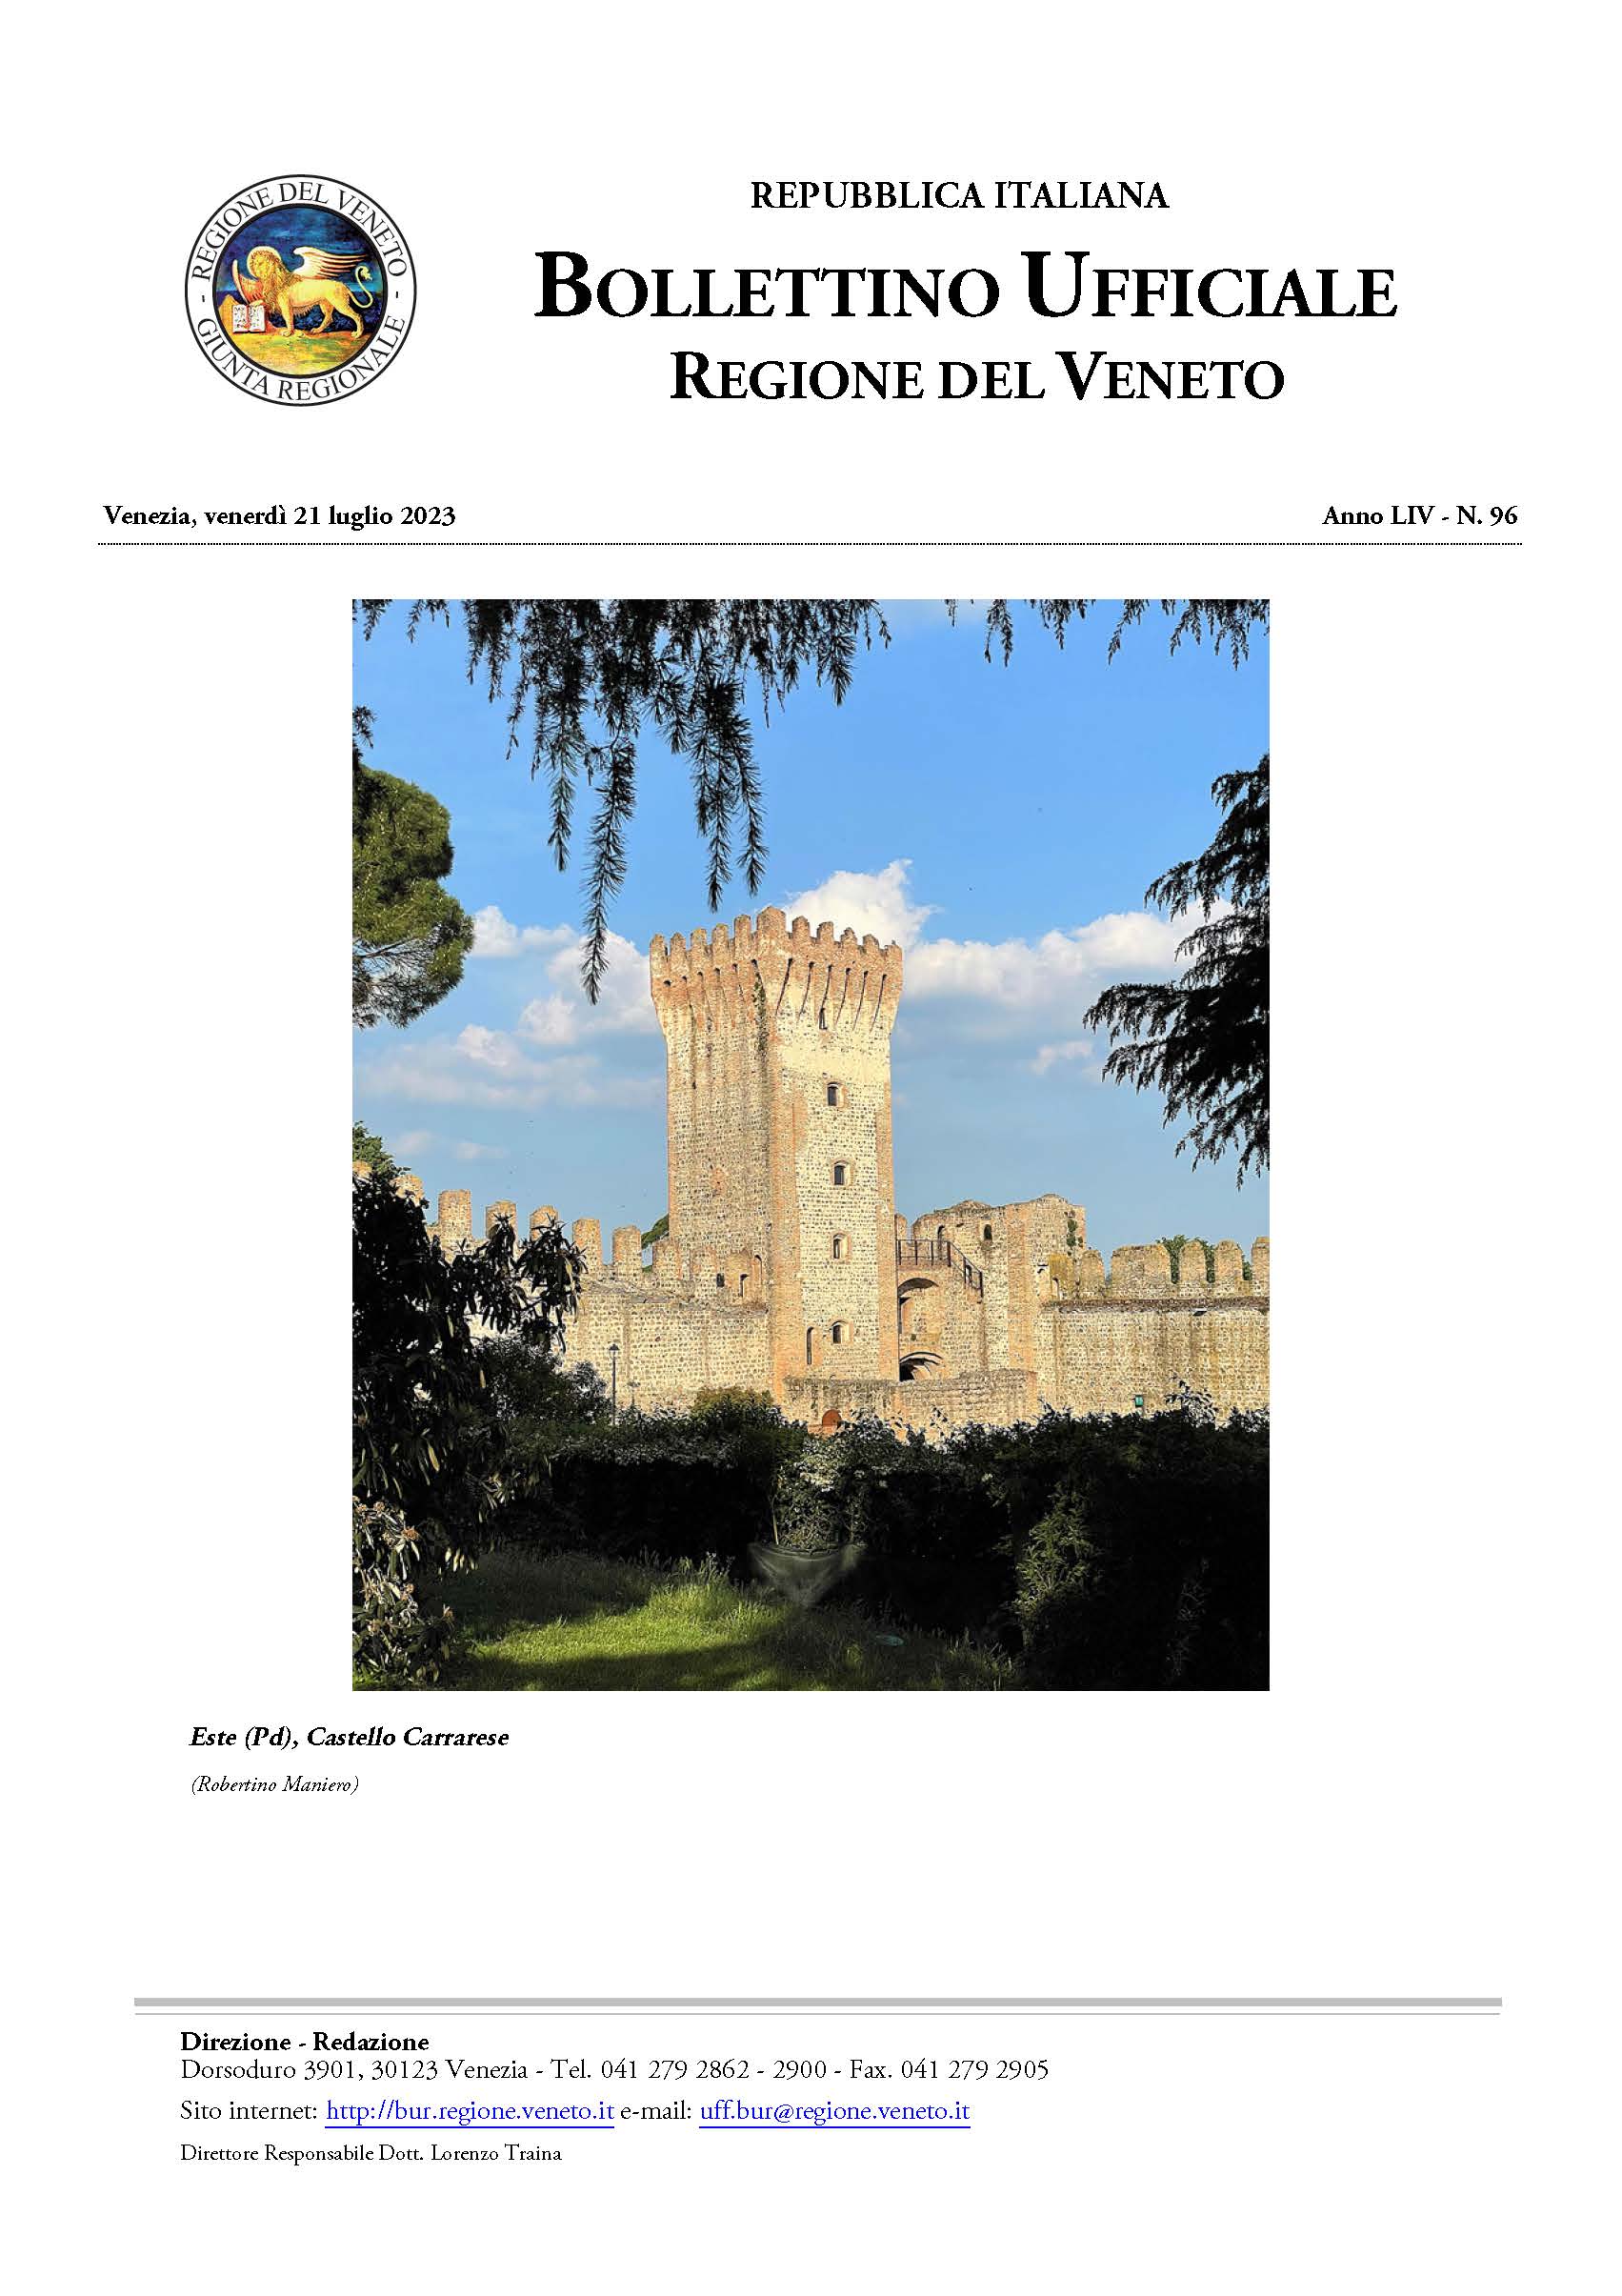 REGIONE DEL VENETO
- GIUNTA REGIONALE -
REPUBBLICA ITALIANA
BOLLETTINO UFFICIALE
REGIONE DEL VENETO
Venezia, venerdì 21 luglio 2023
Anno LIV - N. 96
Este (Pd), Castello Carrarese
(Robertino Maniero)
Direzione - Redazione
Dorsoduro 3901, 30123 Venezia - Tel. 041 279 2862 - 2900 - Fax. 041 279 2905
Sito internet: http://bur.regione.veneto.it e-mail: uff.bur@regione.veneto.it
Direttore Responsabile Dott. Lorenzo Traina